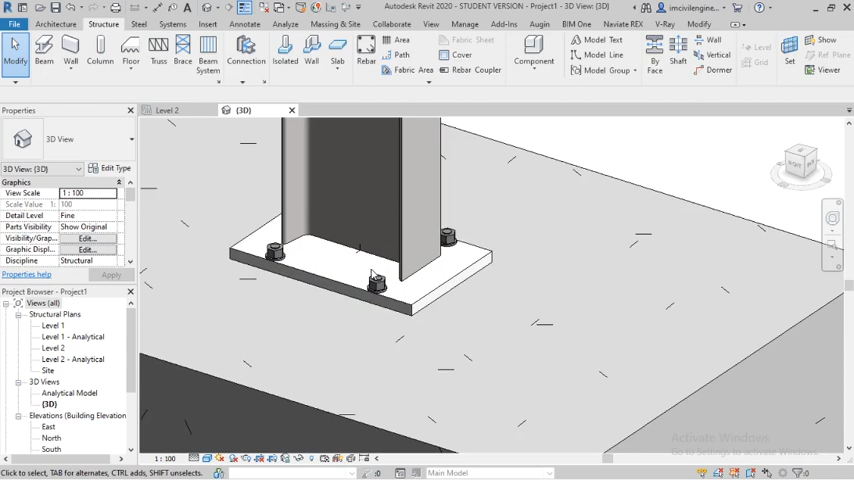 Autodesk Revit 2020 - STUDENT VERSION - Project1 - 3D View: {3D}
imcivilengine...
File Architecture Structure Steel Systems Insert Annotate Analyze Massing & Site Collaborate View Manage Add-Ins Augin BIM One Naviate REX V-Ray Modify
Modify Beam Wall Column Floor Truss Brace Beam System Connection Isolated Wall Slab Rebar
Area Fabric Sheet
Path Cover
Fabric Area Rebar Coupler
Component
Model Text
Model Line
Model Group
By Face Shaft
Wall
Vertical
Dormer
Level
Grid
Set
Show
Ref Plane
Viewer
Properties
Level 2
{3D}
3D View
3D View: {3D} Edit Type
Graphics
View Scale 1 : 100
Scale Value 1: 100
Detail Level Fine
Parts Visibility Show Original
Visibility/Grap... Edit...
Graphic Displ... Edit...
Discipline Structural
Properties help Apply
Project Browser - Project1
Views (all)
Structural Plans
Level 1
Level 1 - Analytical
Level 2
Level 2 - Analytical
Site
3D Views
Analytical Model
{3D}
Elevations (Building Elevation
East
North
South
Activate Windows
Go to Settings to activate Windows.
1 : 100
Click to select, TAB for alternates, CTRL adds, SHIFT unselects. :0 Main Model :0